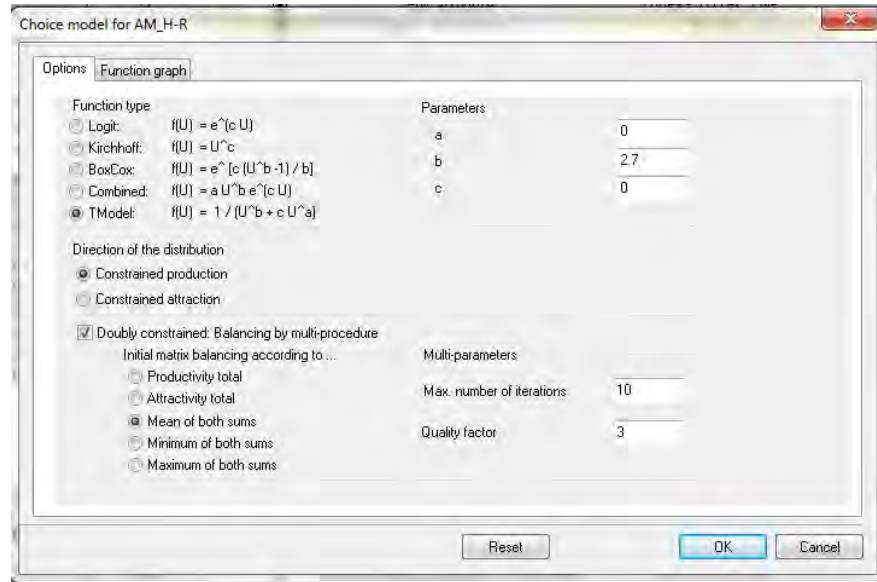 Choice model for AM_H-R
Options Function graph
Function type
Logit: f(U) = e^(c U)
Kirchhoff: f(U) = U^c
BoxCox: f(U) = e^ [c (U^b -1) / b]
Combined: f(U) = a U^b e^(c U)
TModel: f(U) = 1 / (U^b + c U^a)
Parameters
a 0
b 2.7
c 0
Direction of the distribution
Constrained production
Constrained attraction
Doubly constrained: Balancing by multi-procedure
Initial matrix balancing according to ...
Productivity total
Attractivity total
Mean of both sums
Minimum of both sums
Maximum of both sums
Multi-parameters
Max. number of iterations 10
Quality factor 3
Reset OK Cancel